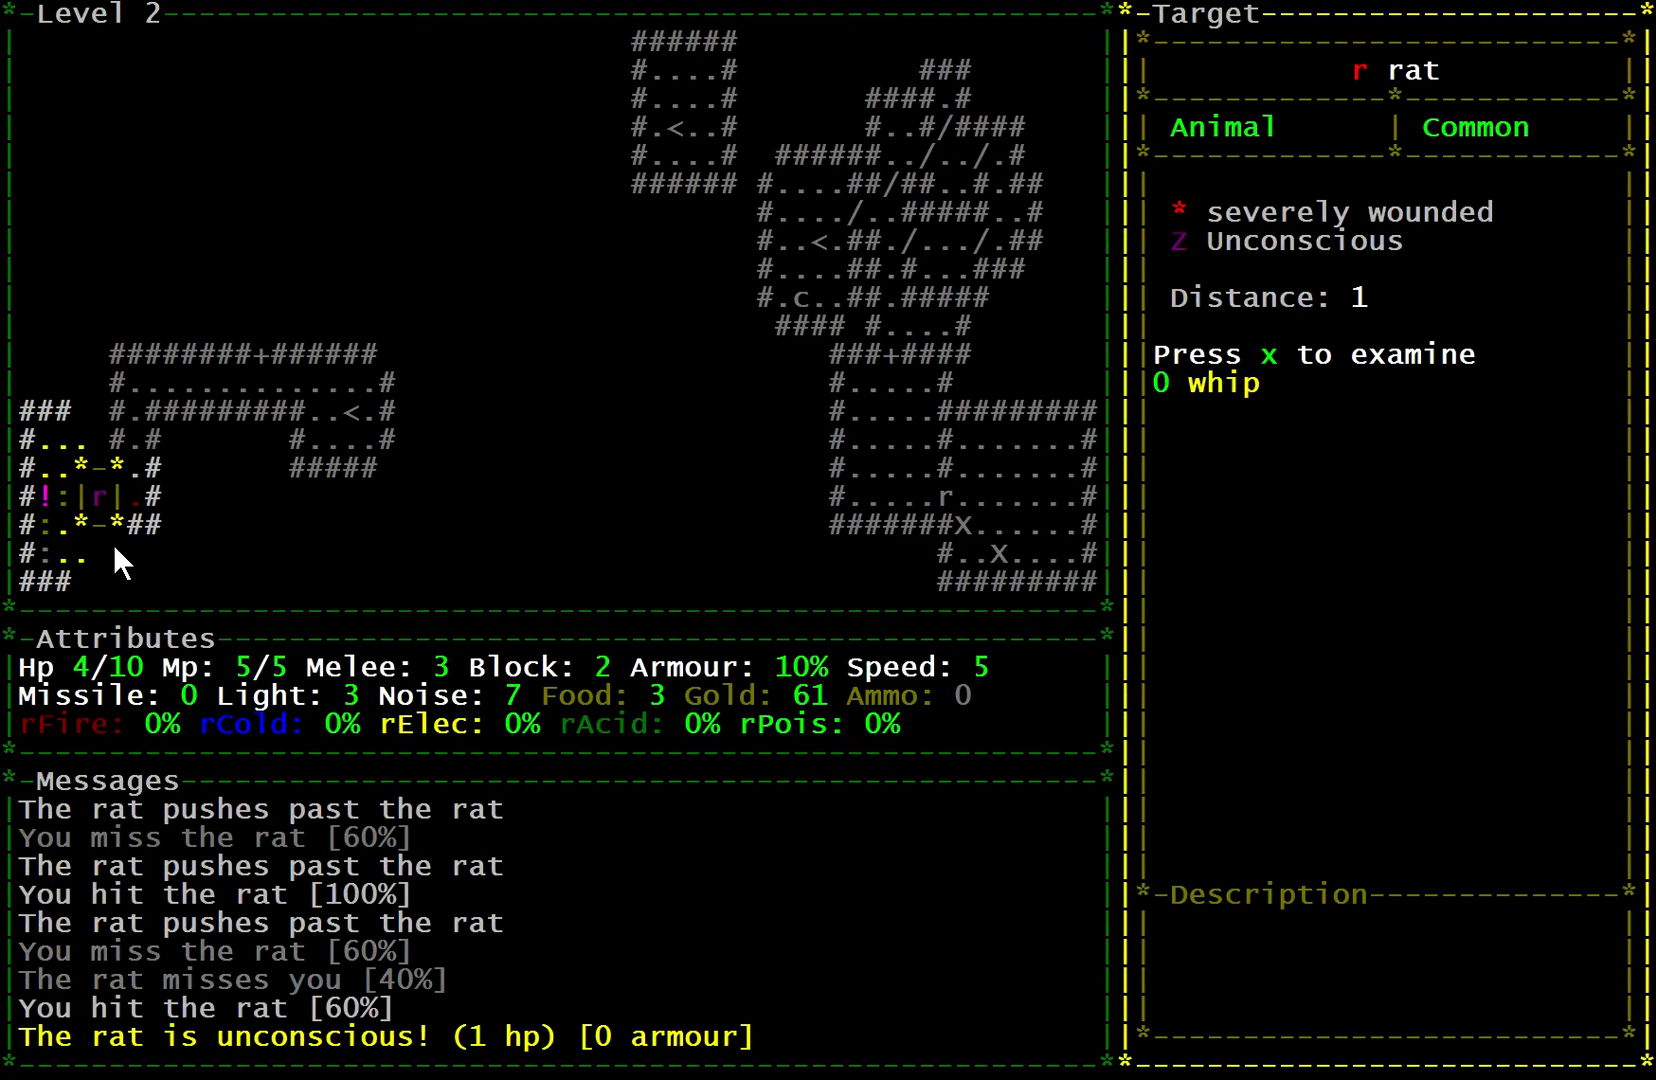 Level 2
######
#....#
#....#
#.<..#
#....#
######
###
####.#
#..#/####
######../../.#
#....##/##..#.##
#..../..#####..#
#..<.##./.../.##
#....##.#...###
#.c..##.#####
#### #....#
###+####
#.....#
#.....#########
#.....#.......#
#.....#.......#
#.....r.......#
#######x......#
#..x....#
#########
########+######
#..............#
### #.#########..<.#
#... #.# #....#
#..*-*.# #####
#!:|r|.#
#:.*-*##
#:..
###
Attributes
Hp 4/10 Mp: 5/5 Melee: 3 Block: 2 Armour: 10% Speed: 5
Missile: 0 Light: 3 Noise: 7 Food: 3 Gold: 61 Ammo: 0
rFire: 0% rCold: 0% rElec: 0% rAcid: 0% rPois: 0%
Messages
The rat pushes past the rat
You miss the rat [60%]
The rat pushes past the rat
You hit the rat [100%]
The rat pushes past the rat
You miss the rat [60%]
The rat misses you [40%]
You hit the rat [60%]
The rat is unconscious! (1 hp) [0 armour]
Target
r rat
Animal | Common
* severely wounded
Z Unconscious
Distance: 1
Press x to examine
0 whip
Description